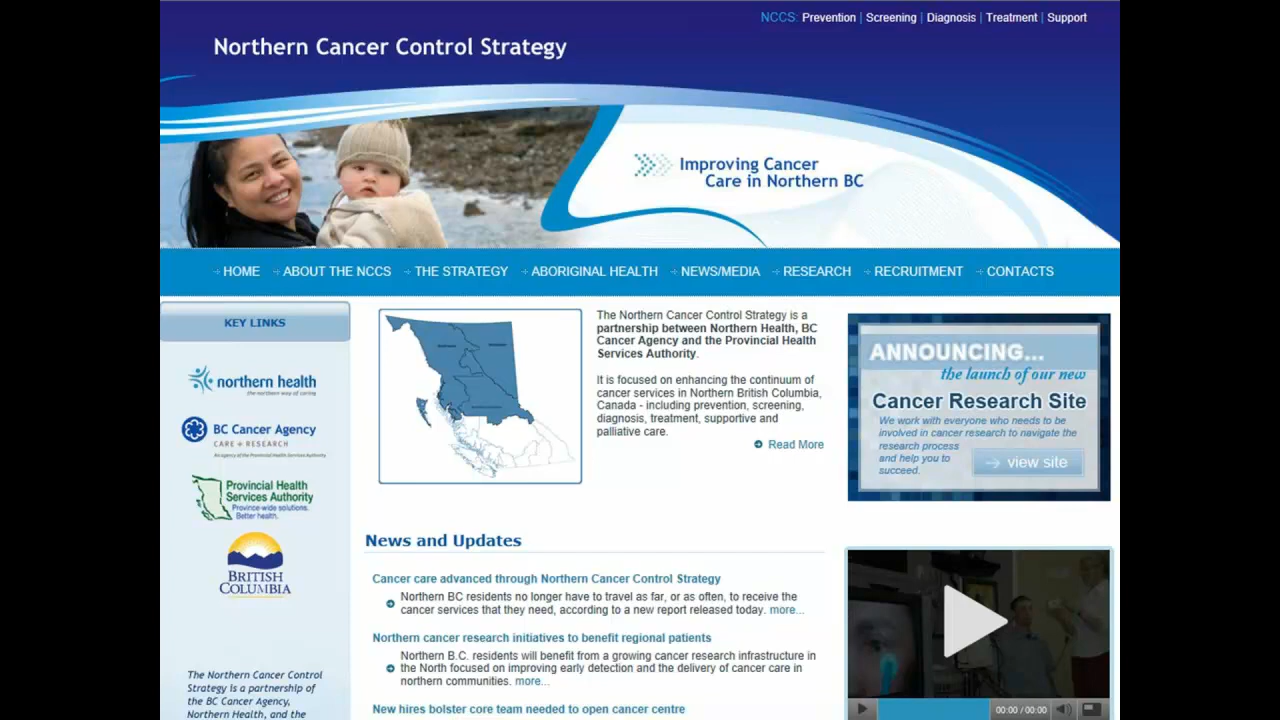 NCCS: Prevention | Screening | Diagnosis | Treatment | Support
Northern Cancer Control Strategy
Improving Cancer
Care in Northern BC
HOME ABOUT THE NCCS THE STRATEGY ABORIGINAL HEALTH NEWS/MEDIA RESEARCH RECRUITMENT CONTACTS
KEY LINKS
northern health
the northern way of caring
BC Cancer Agency
CARE + RESEARCH
An agency of the Provincial Health Services Authority
Provincial Health
Services Authority
Province-wide solutions.
Better health.
BRITISH
COLUMBIA
The Northern Cancer Control
Strategy is a partnership of
the BC Cancer Agency,
Northern Health, and the
The Northern Cancer Control Strategy is a
partnership between Northern Health, BC
Cancer Agency and the Provincial Health
Services Authority.
It is focused on enhancing the continuum of
cancer services in Northern British Columbia,
Canada - including prevention, screening,
diagnosis, treatment, supportive and
palliative care.
Read More
ANNOUNCING...
the launch of our new
Cancer Research Site
We work with everyone who needs to be
involved in cancer research to navigate the
research process
and help you to
succeed.
view site
News and Updates
Cancer care advanced through Northern Cancer Control Strategy
Northern BC residents no longer have to travel as far, or as often, to receive the
cancer services that they need, according to a new report released today. more...
Northern cancer research initiatives to benefit regional patients
Northern B.C. residents will benefit from a growing cancer research infrastructure in
the North focused on improving early detection and the delivery of cancer care in
northern communities. more...
New hires bolster core team needed to open cancer centre
00:00 / 00:00